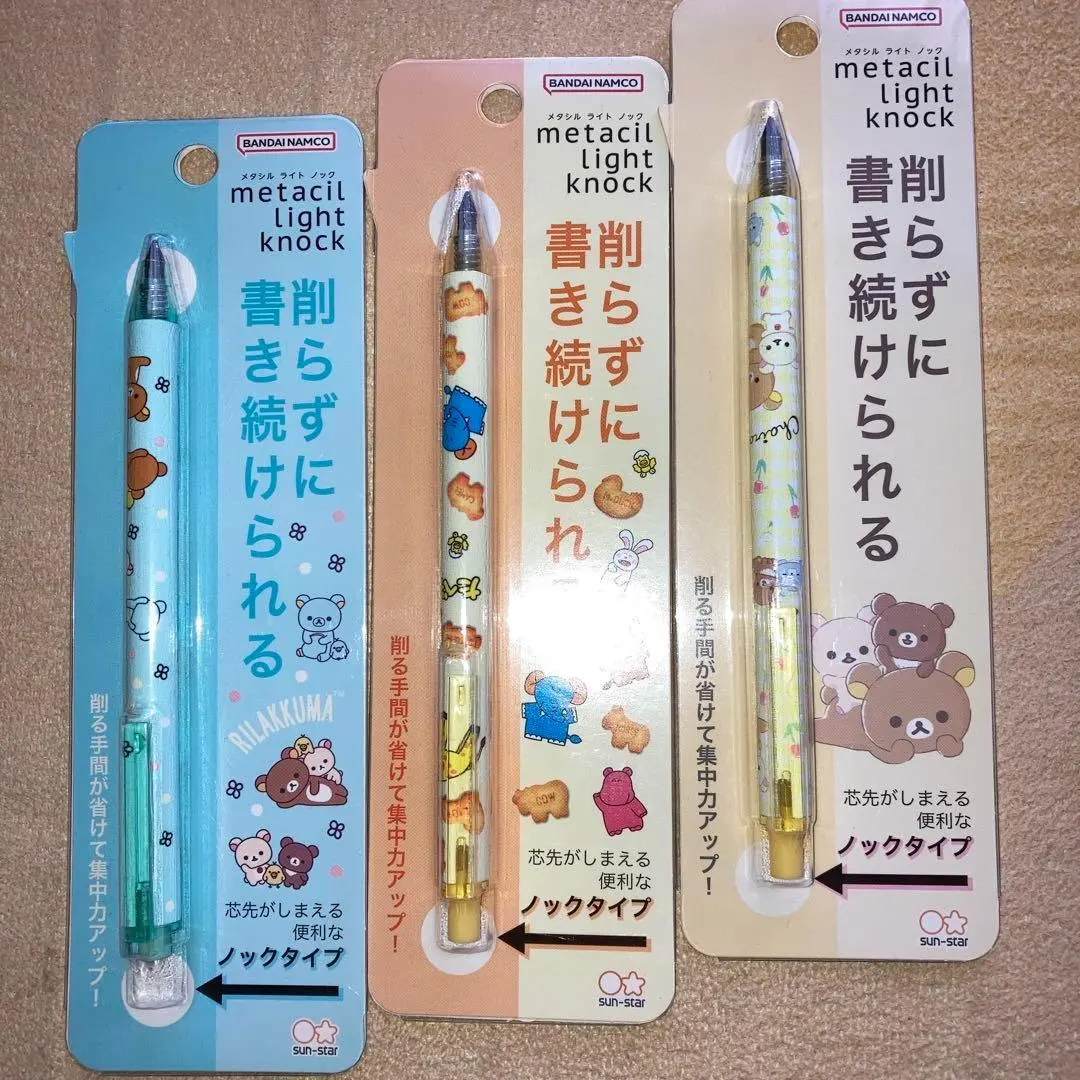 BANDAI NAMCO
メタシル ライト ノック
metacil
light
knock
削らずに
書き続けられる
削る手間が省けて集中力アップ！
RILAKKUMA™
芯先がしまえる
便利な
ノックタイプ
sun-star
BANDAI NAMCO
メタシル ライト ノック
metacil
light
knock
削らずに
書き続けられ
削る手間が省けて集中力アップ！
COW
芯先がしまえる
便利な
ノックタイプ
sun-star
BANDAI NAMCO
メタシル ライト ノック
metacil
light
knock
削らずに
書き続けられる
削る手間が省けて集中力アップ！
芯先がしまえる
便利な
ノックタイプ
sun-star